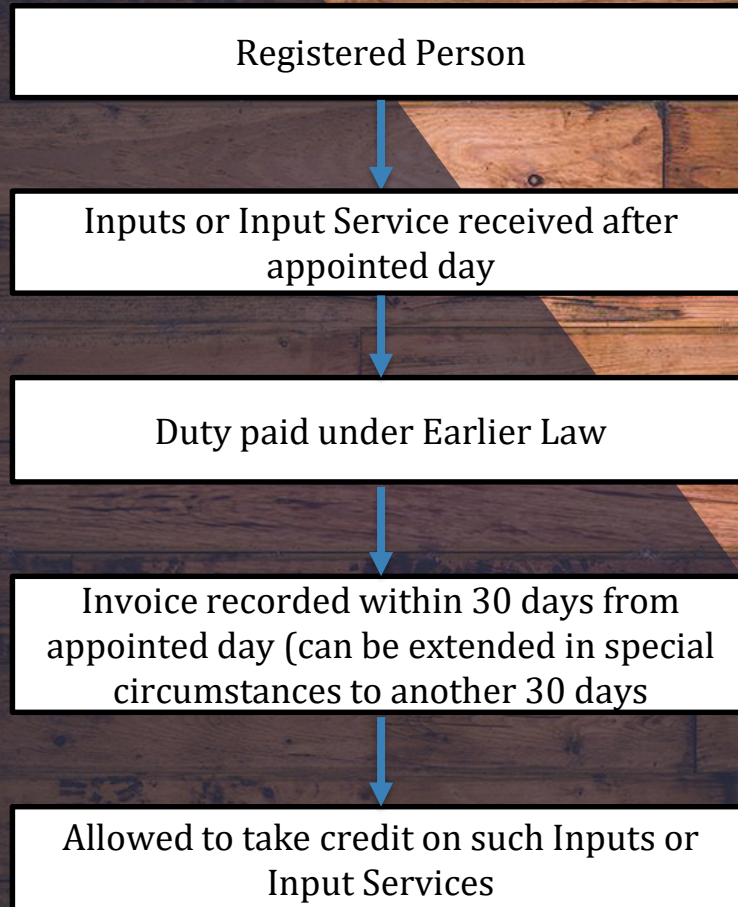 Registered Person
Inputs or Input Service received after
appointed day
Duty paid under Earlier Law
Invoice recorded within 30 days from
appointed day (can be extended in special
circumstances to another 30 days
Allowed to take credit on such Inputs or
Input Services